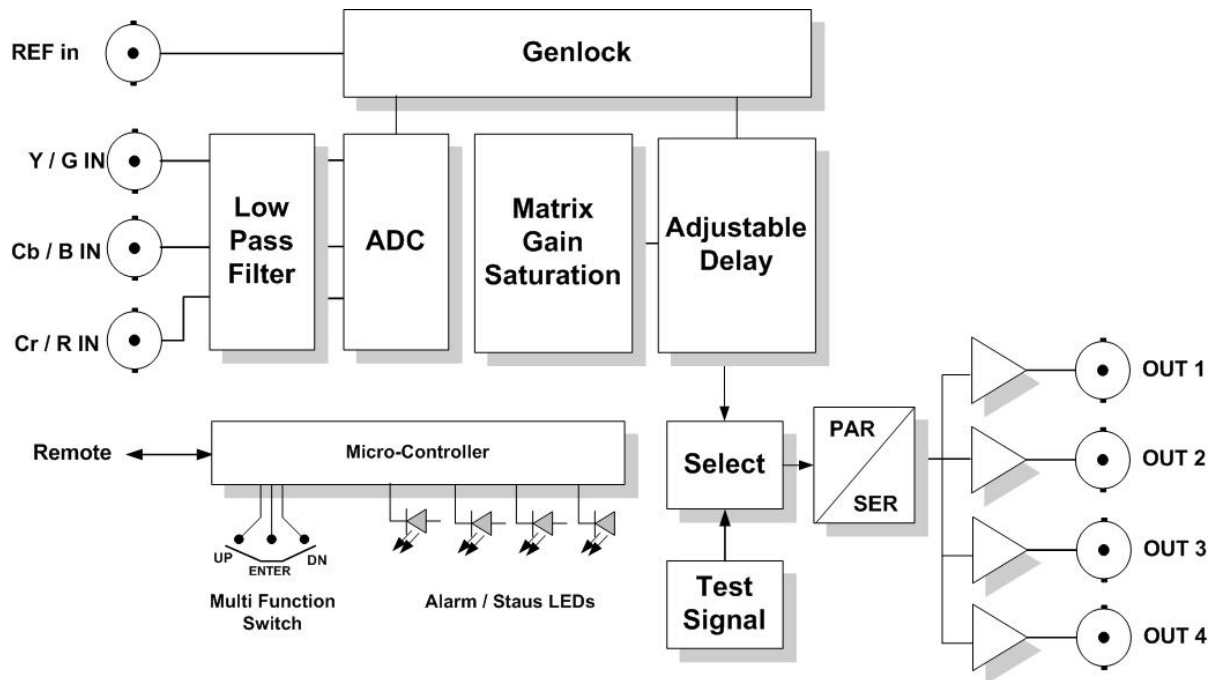 REF in
Genlock
Y / G IN
Cb / B IN
Cr / R IN
Low
Pass
Filter
ADC
Matrix
Gain
Saturation
Adjustable
Delay
Remote
Micro-Controller
UP
ENTER
DN
Multi Function
Switch
Alarm / Staus LEDs
Select
Test
Signal
PAR
SER
OUT 1
OUT 2
OUT 3
OUT 4